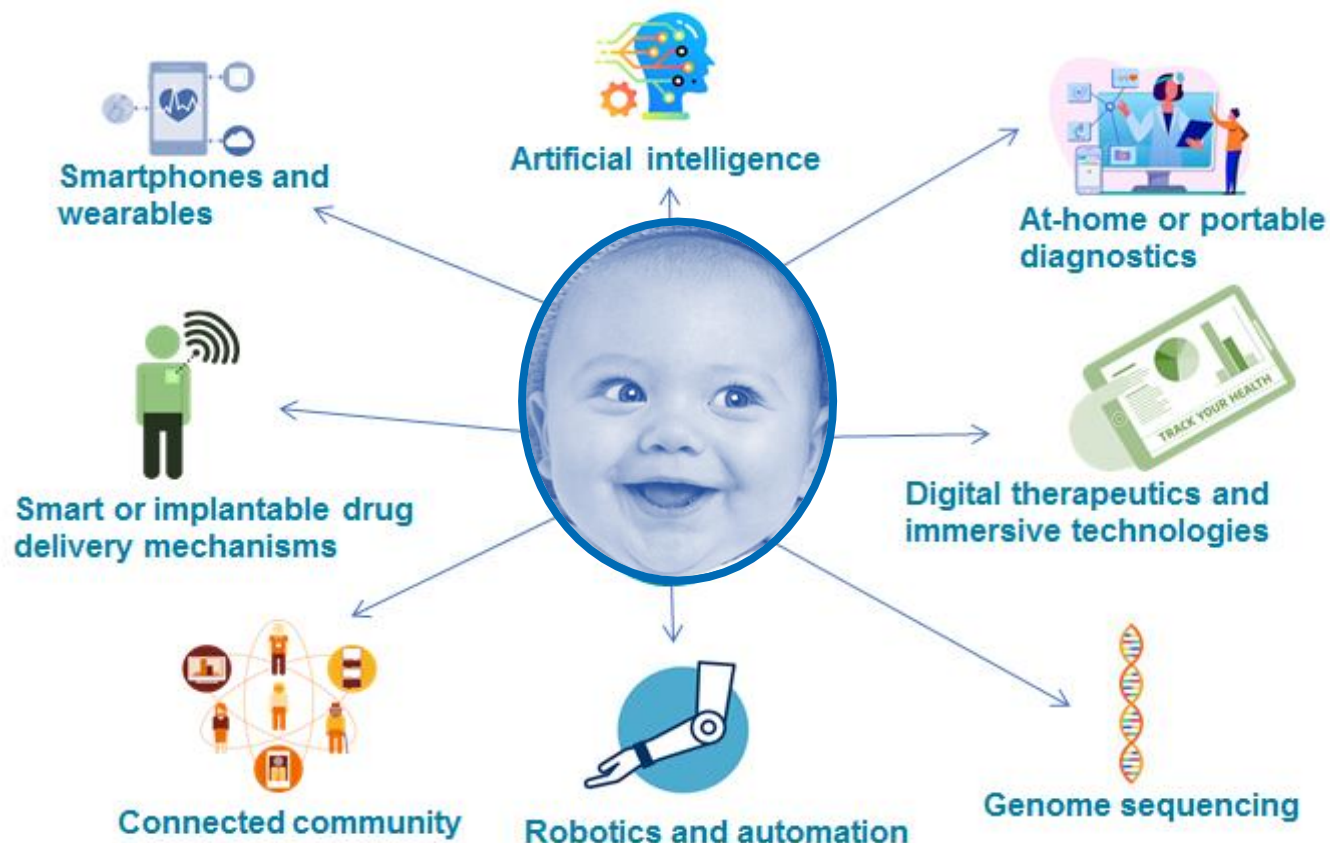 Artificial intelligence
Smartphones and
wearables
At-home or portable
diagnostics
TRACK YOUR HEALTH
Smart or implantable drug
delivery mechanisms
Digital therapeutics and
immersive technologies
Connected community
Robotics and automation
Genome sequencing